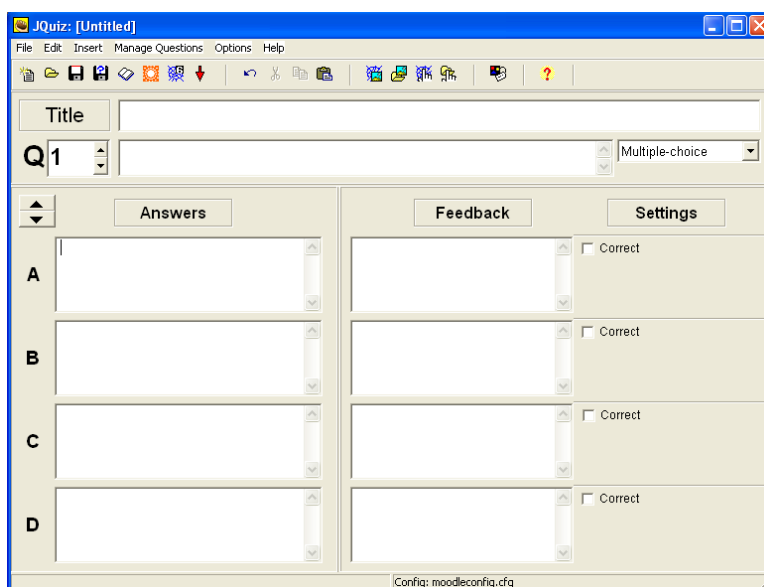 JQuiz: [Untitled]
File Edit Insert Manage Questions Options Help
Title
Q 1 Multiple-choice
Answers Feedback Settings
A Correct
B Correct
C Correct
D Correct
Config: moodleconfig.cfg